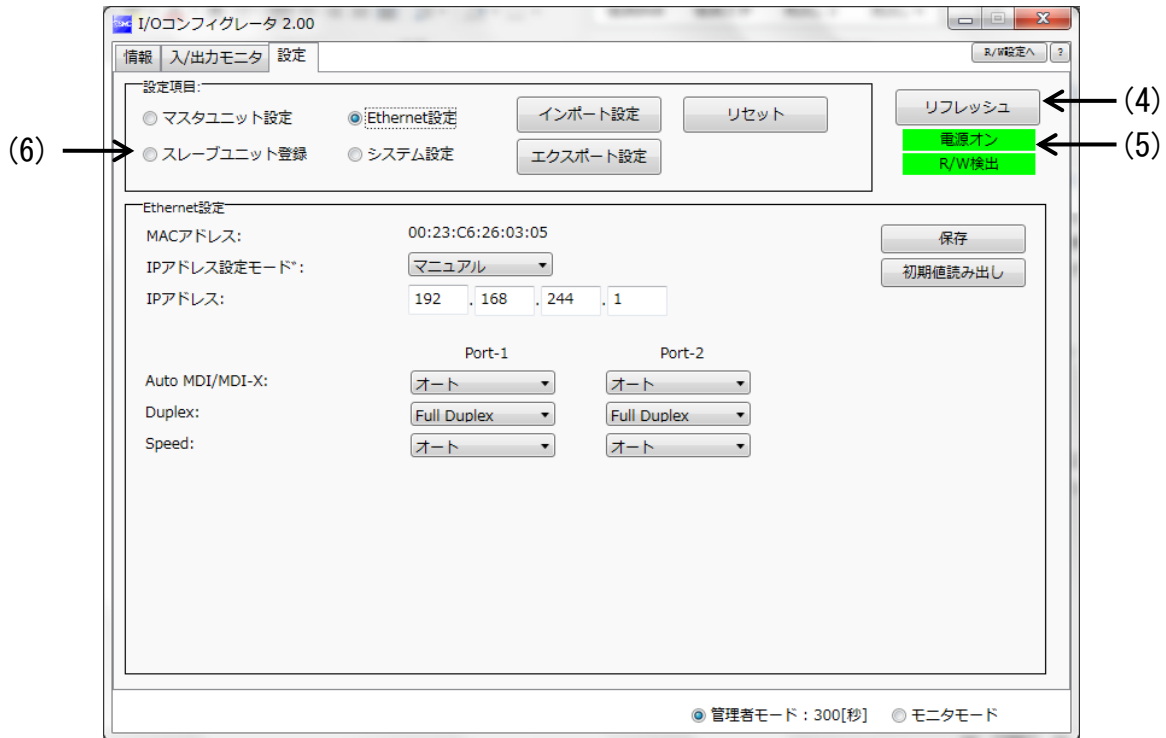 I/Oコンフィグレータ 2.00
情報 入/出力モニタ 設定 R/W設定へ ?
設定項目:
マスタユニット設定 Ethernet設定 インポート設定 リセット リフレッシュ (4)
電源オン (5)
(6) スレーブユニット登録 システム設定 エクスポート設定
R/W検出
Ethernet設定
MACアドレス: 00:23:C6:26:03:05 保存
IPアドレス設定モード゛: マニュアル 初期値読み出し
IPアドレス: 192 . 168 . 244 . 1
Port-1 Port-2
Auto MDI/MDI-X: オート オート
Duplex: Full Duplex Full Duplex
Speed: オート オート
管理者モード : 300[秒] モニタモード